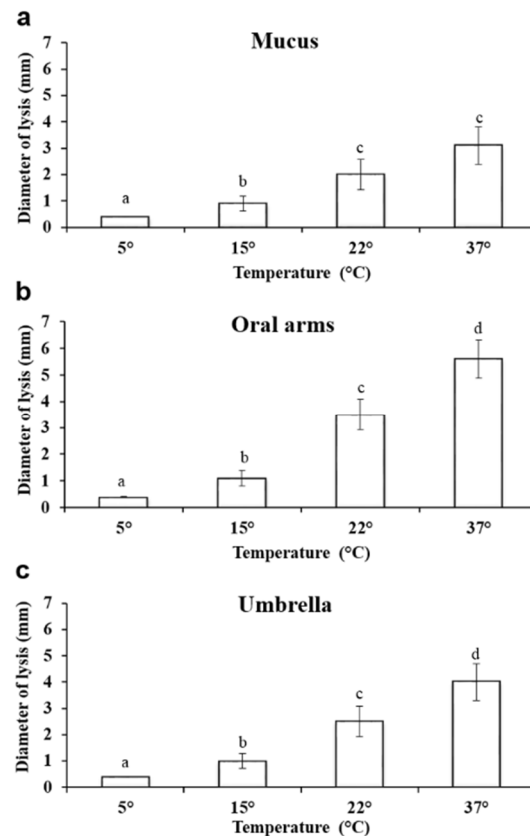 a
Mucus
Diameter of lysis (mm)
7
6
5
4
3
2
1
0
a
b
c
c
5° 15° 22° 37°
Temperature (°C)
b
Oral arms
Diameter of lysis (mm)
7
6
5
4
3
2
1
0
a
b
c
d
5° 15° 22° 37°
Temperature (°C)
c
Umbrella
Diameter of lysis (mm)
7
6
5
4
3
2
1
0
a
b
c
d
5° 15° 22° 37°
Temperature (°C)